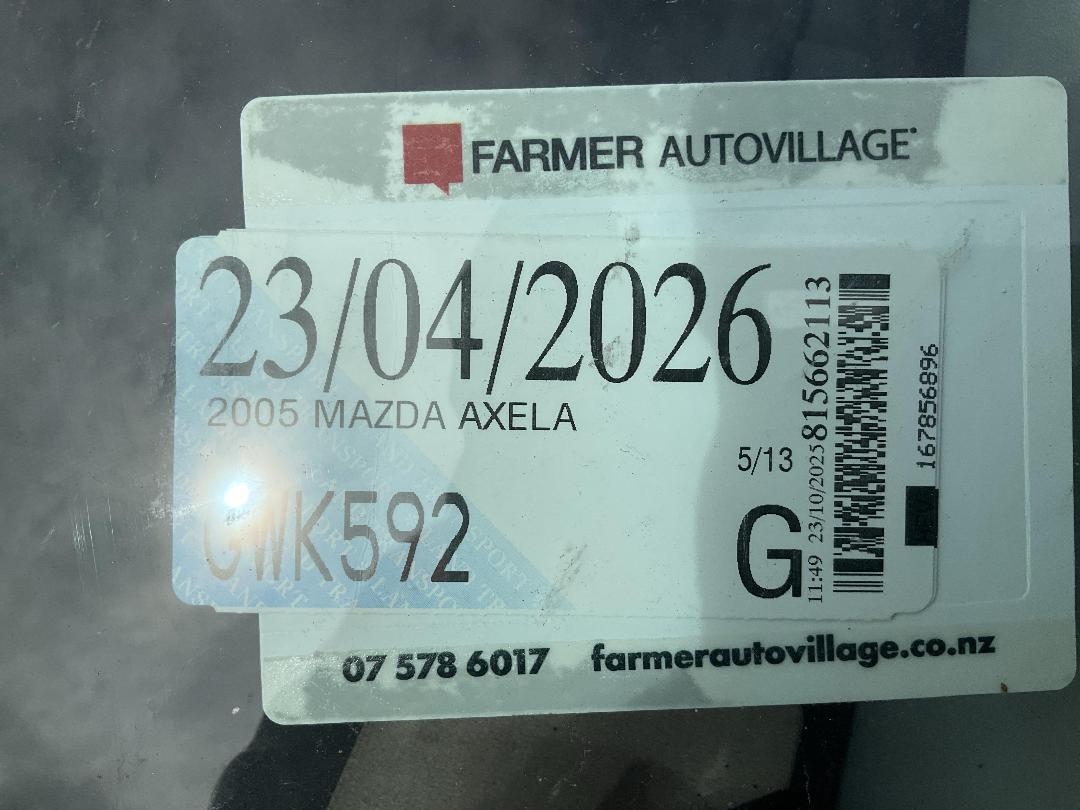 FARMER AUTOVILLAGE
23/04/2026
2005 MAZDA AXELA
5/13
GWK592
G
11:49 23/10/2025 815662113
167856896
07 578 6017 farmerautovillage.co.nz